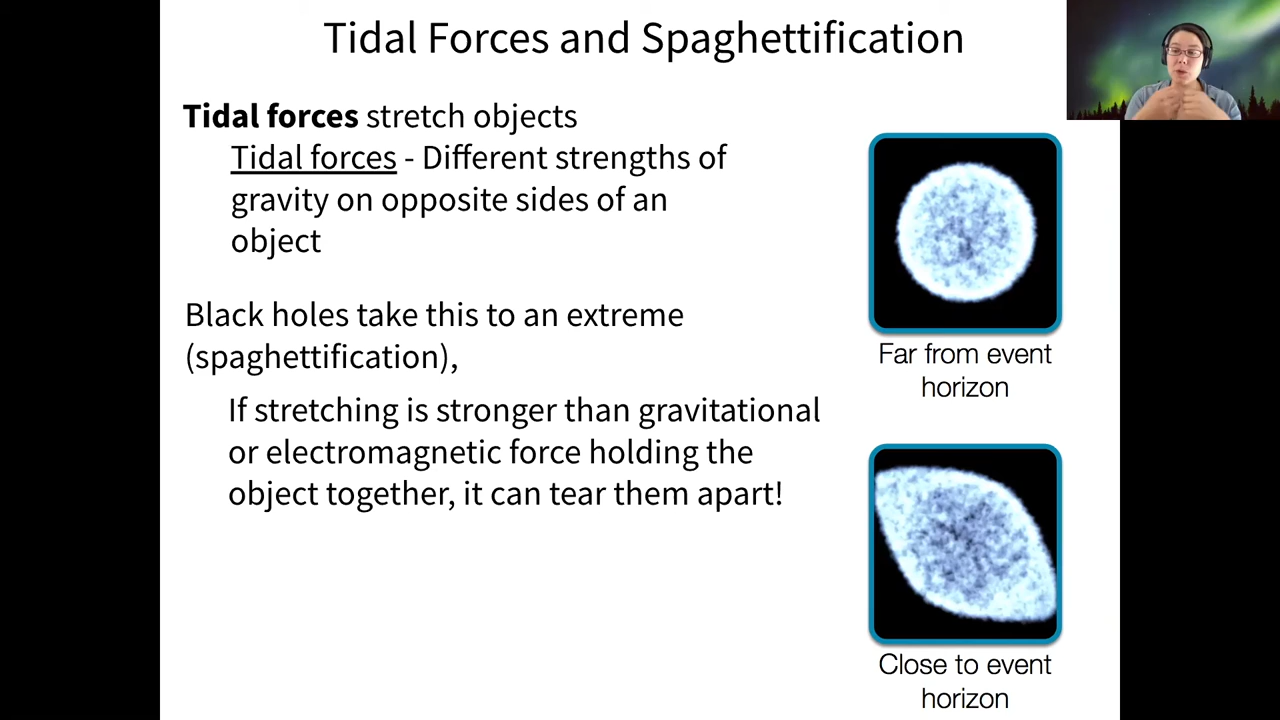 Tidal Forces and Spaghettification
Tidal forces stretch objects
Tidal forces - Different strengths of
gravity on opposite sides of an
object
Black holes take this to an extreme
(spaghettification),
If stretching is stronger than gravitational
or electromagnetic force holding the
object together, it can tear them apart!
Far from event
horizon
Close to event
horizon